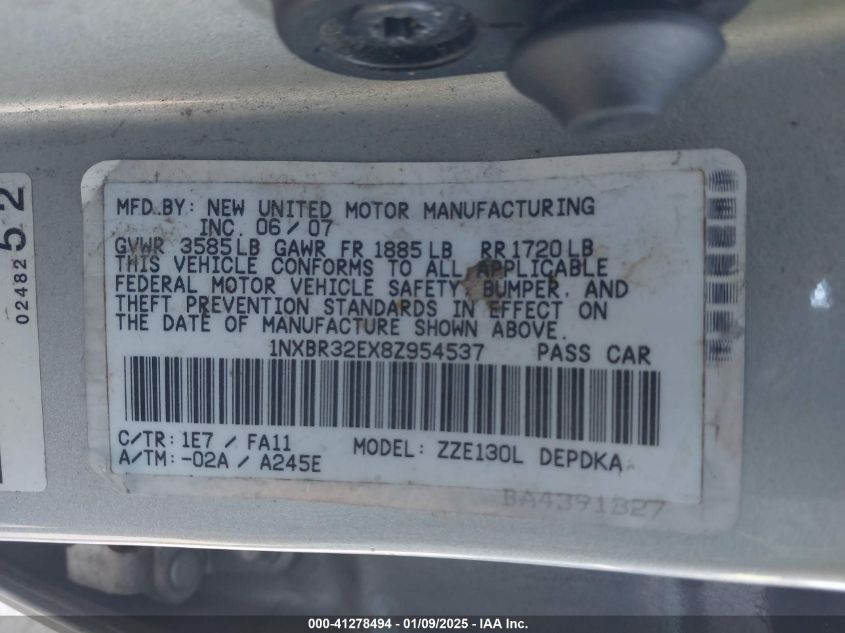 MFD.BY: NEW UNITED MOTOR MANUFACTURING
INC. 06/07
GVWR 3585LB GAWR FR 1885LB RR1720LB
THIS VEHICLE CONFORMS TO ALL APPLICABLE
FEDERAL MOTOR VEHICLE SAFETY, BUMPER, AND
THEFT PREVENTION STANDARDS IN EFFECT ON
THE DATE OF MANUFACTURE SHOWN ABOVE.
1NXBR32EX8Z954537 PASS CAR
C/TR: 1E7 / FA11 MODEL: ZZE130L DEPDKA
A/TM: -02A / A245E
BA4391827
02482 52
000-41278494 | 01/09/2025 - IAA Inc.